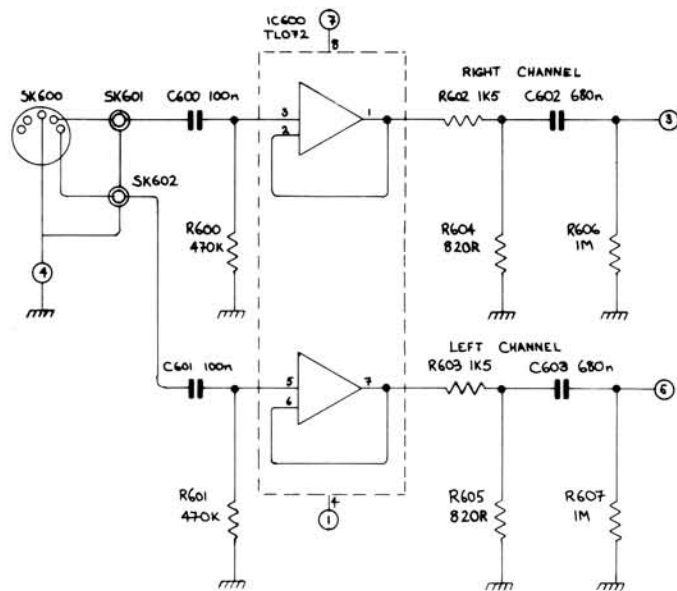 7
IC600
TL072
8
RIGHT CHANNEL
SK600
SK601
C600 100n
R602 1K5
C602 680n
3
1
3
2
SK602
R600
470K
R604
820R
R606
1M
4
LEFT CHANNEL
C601 100n
R603 1K5
C603 680n
5
7
6
6
R601
470K
4
1
R605
820R
R607
1M